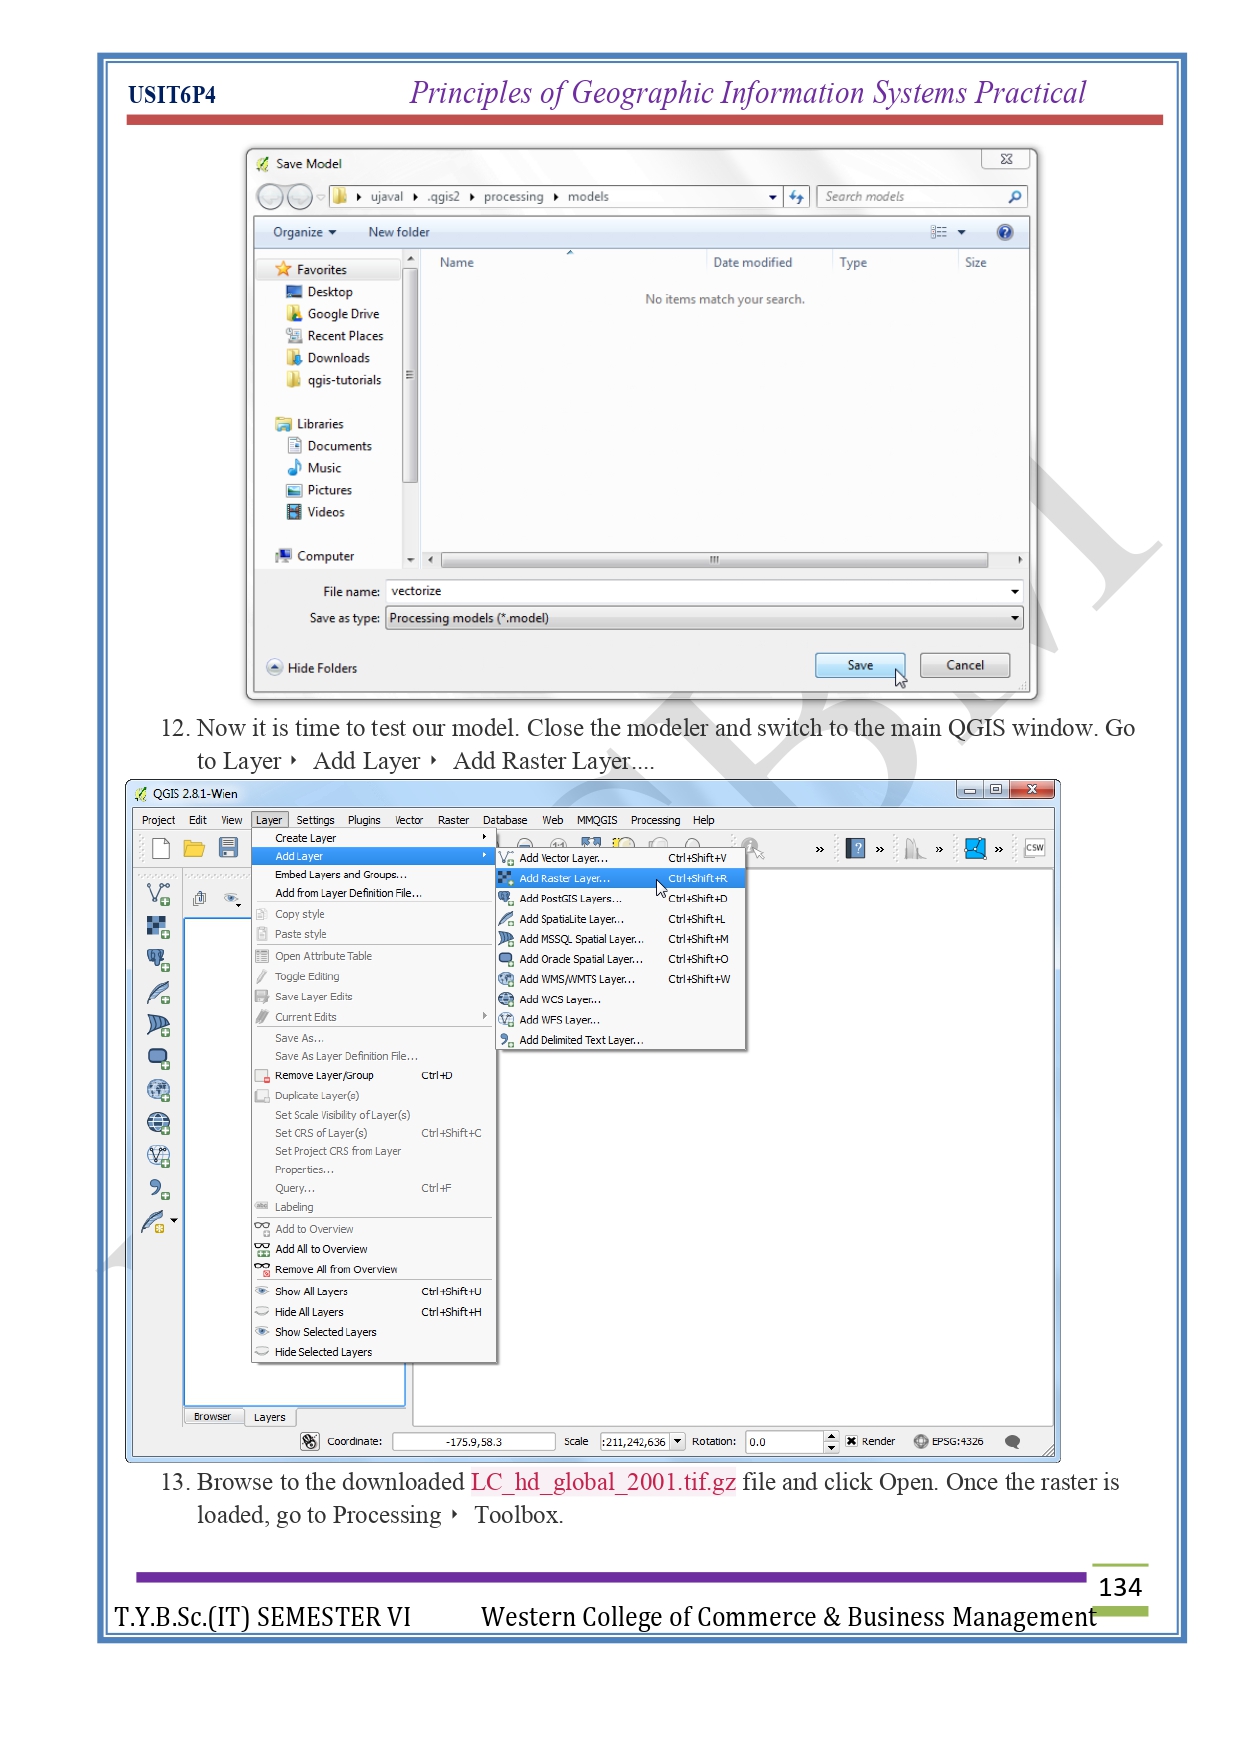 USIT6P4 Principles of Geographic Information Systems Practical
Save Model
ujaval .qgis2 processing models Search models
Organize New folder
Name Date modified Type Size
No items match your search.
Favorites
Desktop
Google Drive
Recent Places
Downloads
qgis-tutorials
Libraries
Documents
Music
Pictures
Videos
Computer
File name: vectorize
Save as type: Processing models (*.model)
Hide Folders Save Cancel
12. Now it is time to test our model. Close the modeler and switch to the main QGIS window. Go
to Layer ‣ Add Layer ‣ Add Raster Layer....
QGIS 2.8.1-Wien
Project Edit View Layer Settings Plugins Vector Raster Database Web MMQGIS Processing Help
Create Layer
Add Layer
Embed Layers and Groups...
Add from Layer Definition File...
Copy style
Paste style
Open Attribute Table
Toggle Editing
Save Layer Edits
Current Edits
Save As...
Save As Layer Definition File...
Remove Layer/Group Ctrl+D
Duplicate Layer(s)
Set Scale Visibility of Layer(s)
Set CRS of Layer(s) Ctrl+Shift+C
Set Project CRS from Layer
Properties...
Query... Ctrl+F
Labeling
Add to Overview
Add All to Overview
Remove All from Overview
Show All Layers Ctrl+Shift+U
Hide All Layers Ctrl+Shift+H
Show Selected Layers
Hide Selected Layers
Add Vector Layer... Ctrl+Shift+V
Add Raster Layer... Ctrl+Shift+R
Add PostGIS Layers... Ctrl+Shift+D
Add SpatiaLite Layer... Ctrl+Shift+L
Add MSSQL Spatial Layer... Ctrl+Shift+M
Add Oracle Spatial Layer... Ctrl+Shift+O
Add WMS/WMTS Layer... Ctrl+Shift+W
Add WCS Layer...
Add WFS Layer...
Add Delimited Text Layer...
CSW
Browser Layers
Coordinate: -175.9,58.3 Scale :211,242,636 Rotation: 0.0 Render EPSG:4326
13. Browse to the downloaded LC_hd_global_2001.tif.gz file and click Open. Once the raster is
loaded, go to Processing ‣ Toolbox.
134
T.Y.B.Sc.(IT) SEMESTER VI Western College of Commerce & Business Management